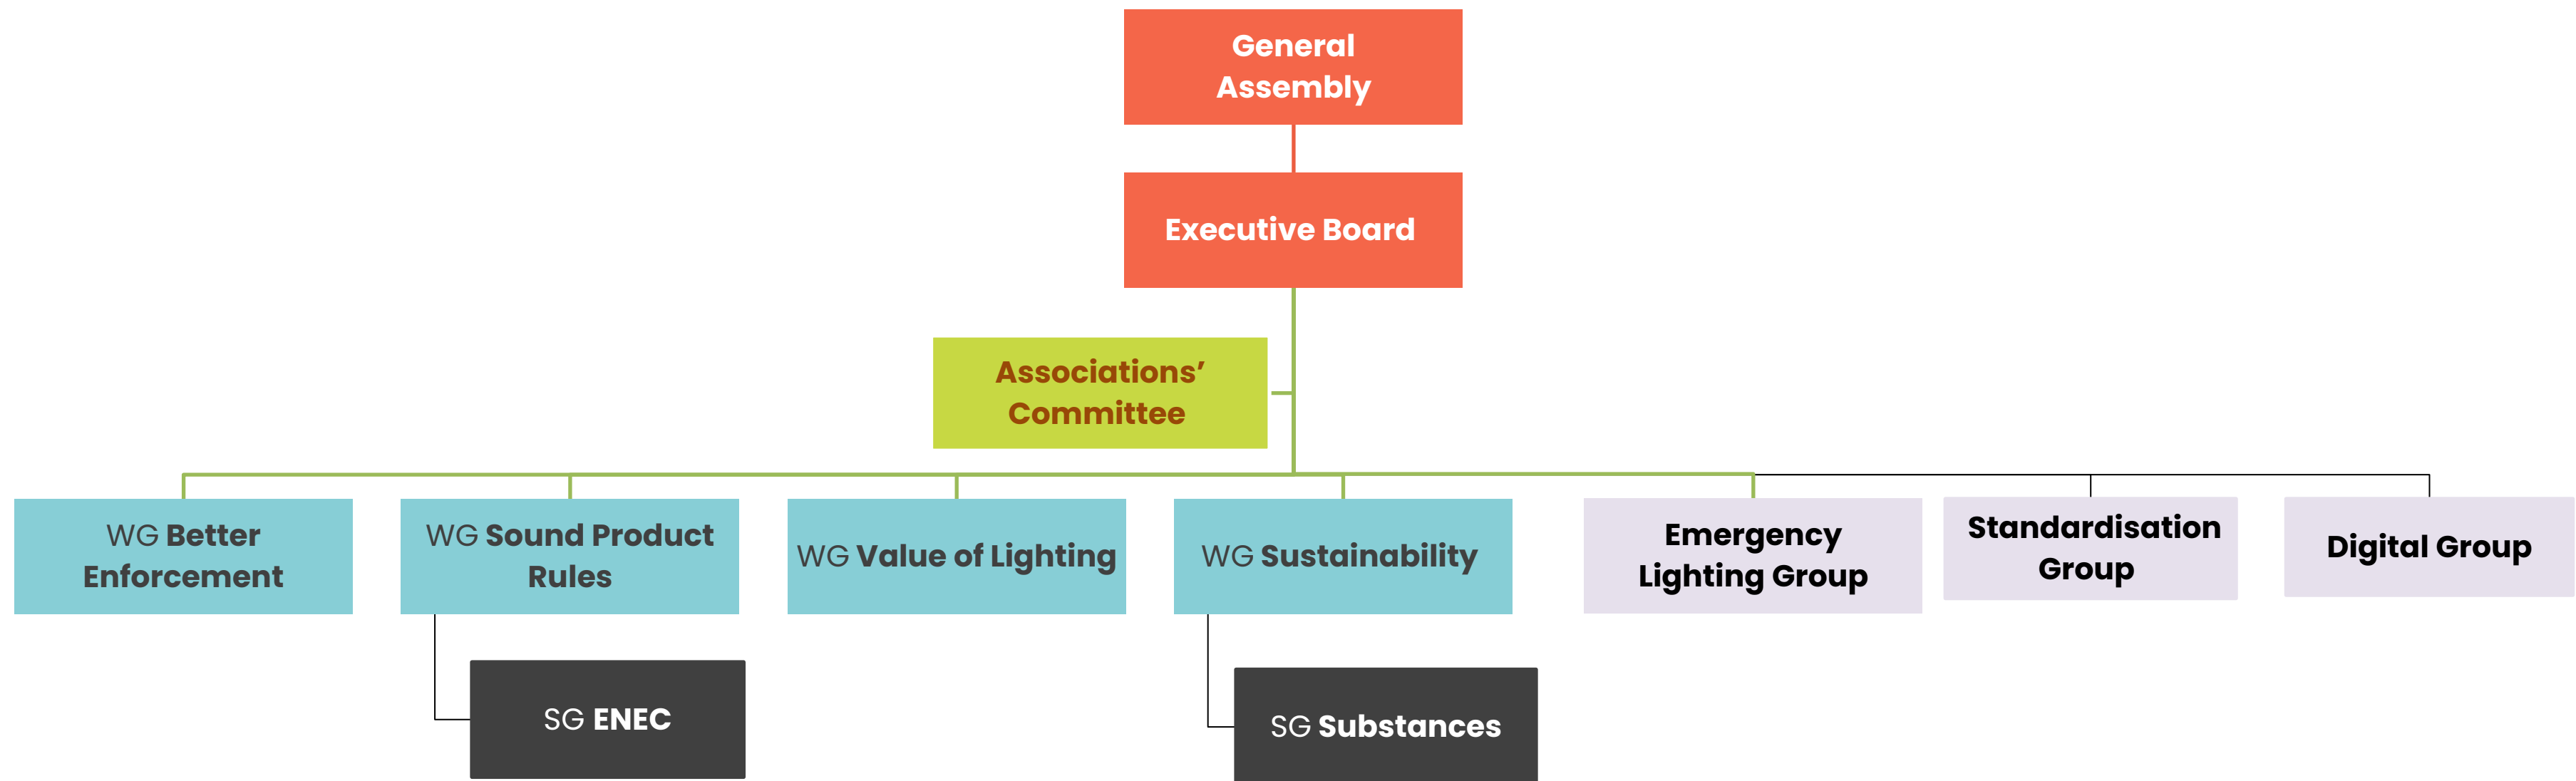 General
Assembly
Executive Board
Associations’
Committee
WG Better
Enforcement
WG Sound Product
Rules
WG Value of Lighting
WG Sustainability
Emergency
Lighting Group
Standardisation
Group
Digital Group
SG ENEC
SG Substances